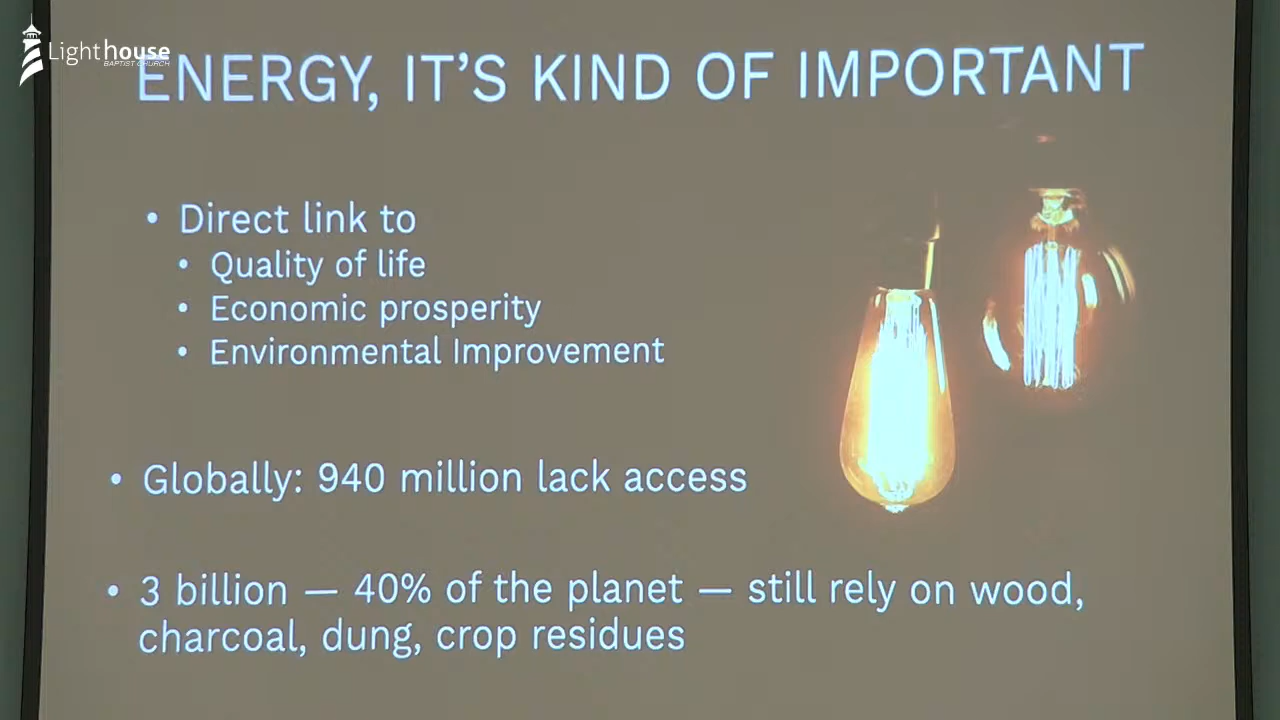 Lighthouse
BAPTIST CHURCH
ENERGY, IT'S KIND OF IMPORTANT
• Direct link to
• Quality of life
• Economic prosperity
• Environmental Improvement
• Globally: 940 million lack access
• 3 billion — 40% of the planet — still rely on wood,
charcoal, dung, crop residues